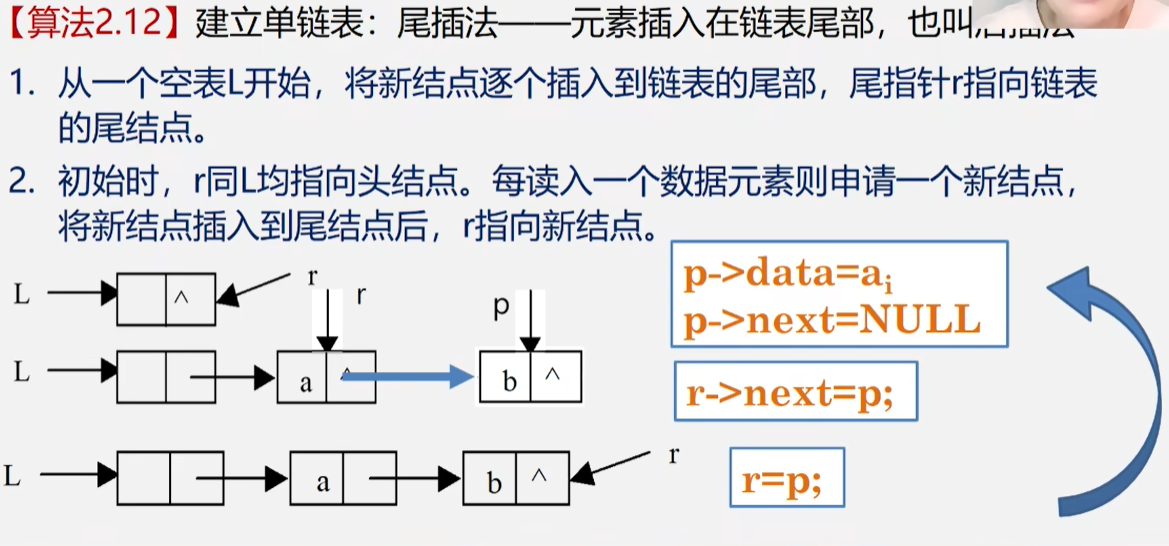 【算法2.12】建立单链表：尾插法——元素插入在链表尾部，也叫
1. 从一个空表L开始，将新结点逐个插入到链表的尾部，尾指针r指向链表
的尾结点。
2. 初始时，r同L均指向头结点。每读入一个数据元素则申请一个新结点，
将新结点插入到尾结点后，r指向新结点。
L ^ r
r p
L a ^ b ^
p->data=aᵢ
p->next=NULL
r->next=p;
L a b ^ r
r=p;